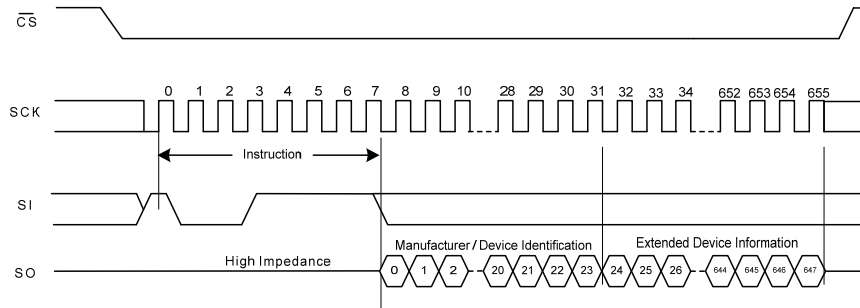 CS
0 1 2 3 4 5 6 7 8 9 10 28 29 30 31 32 33 34 652 653 654 655
SCK
Instruction
SI
Manufacturer / Device Identification Extended Device Information
High Impedance
SO
0 1 2 20 21 22 23 24 25 26 644 645 646 647